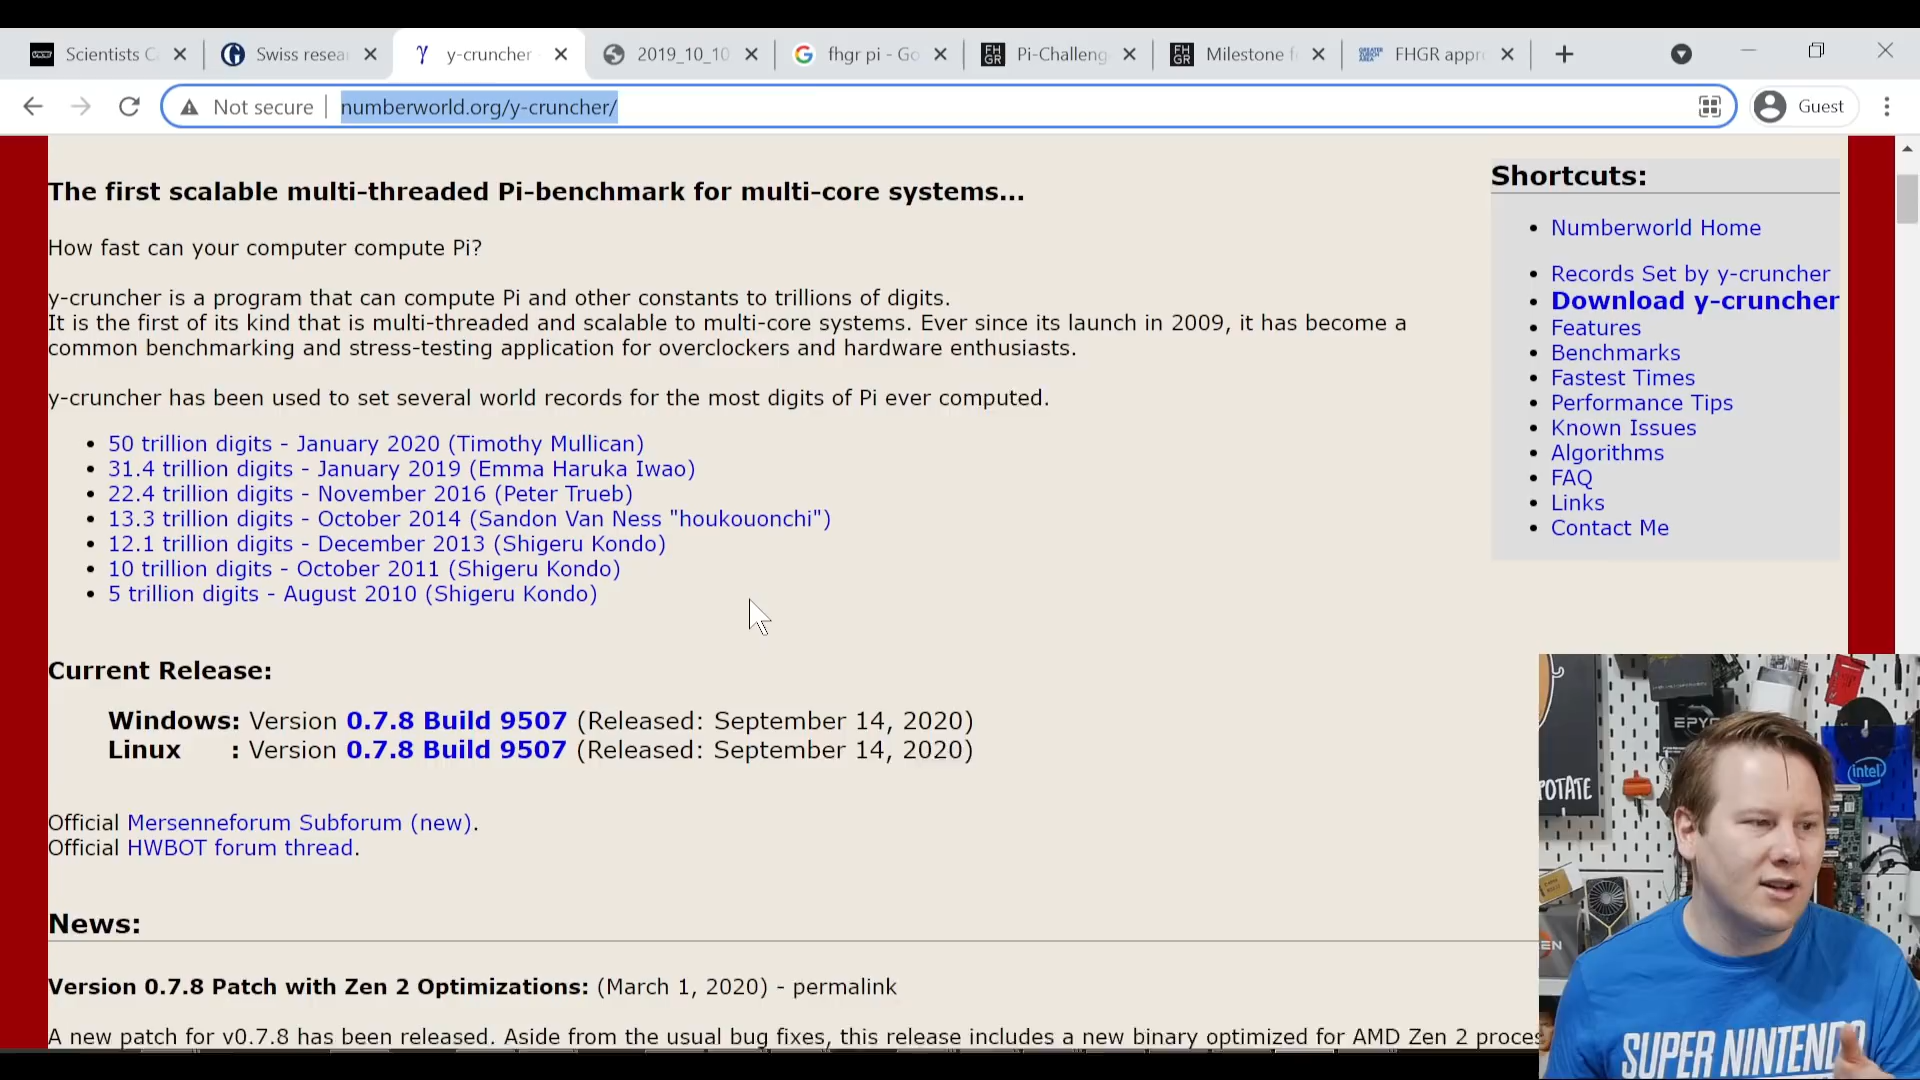 Scientists C
Swiss resea
y-cruncher
2019_10_10
fhgr pi - Go
FH GR
Pi-Challeng
FH GR
Milestone f
GREATER ZURICH AREA
FHGR appr
Not secure
numberworld.org/y-cruncher/
Guest
The first scalable multi-threaded Pi-benchmark for multi-core systems...
How fast can your computer compute Pi?
y-cruncher is a program that can compute Pi and other constants to trillions of digits.
It is the first of its kind that is multi-threaded and scalable to multi-core systems. Ever since its launch in 2009, it has become a
common benchmarking and stress-testing application for overclockers and hardware enthusiasts.
y-cruncher has been used to set several world records for the most digits of Pi ever computed.
50 trillion digits - January 2020 (Timothy Mullican)
31.4 trillion digits - January 2019 (Emma Haruka Iwao)
22.4 trillion digits - November 2016 (Peter Trueb)
13.3 trillion digits - October 2014 (Sandon Van Ness "houkouonchi")
12.1 trillion digits - December 2013 (Shigeru Kondo)
10 trillion digits - October 2011 (Shigeru Kondo)
5 trillion digits - August 2010 (Shigeru Kondo)
Current Release:
Windows: Version 0.7.8 Build 9507 (Released: September 14, 2020)
Linux : Version 0.7.8 Build 9507 (Released: September 14, 2020)
Official Mersenneforum Subforum (new).
Official HWBOT forum thread.
News:
Version 0.7.8 Patch with Zen 2 Optimizations: (March 1, 2020) - permalink
A new patch for v0.7.8 has been released. Aside from the usual bug fixes, this release includes a new binary optimized for AMD Zen 2 proces
Shortcuts:
Numberworld Home
Records Set by y-cruncher
Download y-cruncher
Features
Benchmarks
Fastest Times
Performance Tips
Known Issues
Algorithms
FAQ
Links
Contact Me
EPYC
intel
POTATE
ZEN
SUPER NINTENDO